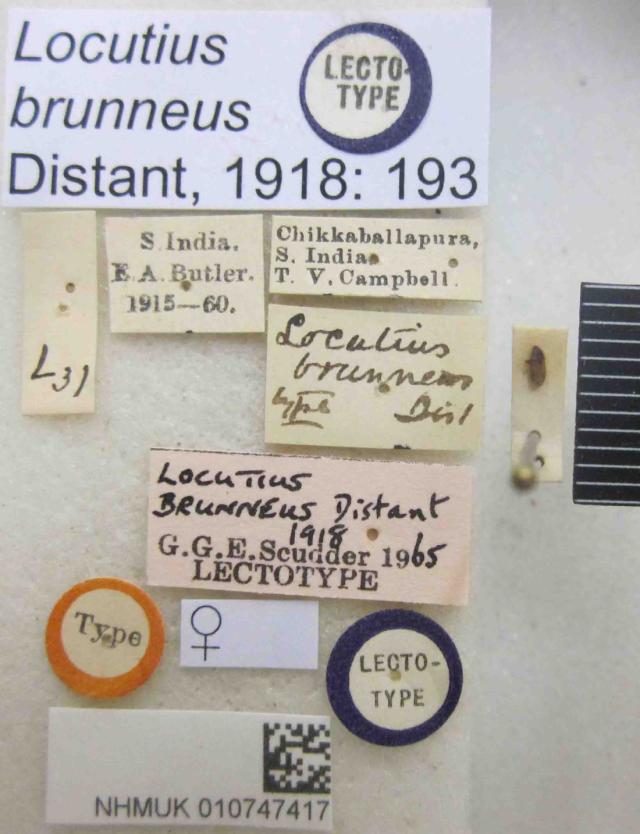 Locutius
brunneus
Distant, 1918: 193
LECTO-
TYPE
S. India.
E. A. Butler.
1915—60.
Chikkaballapura,
S. India.
T. V. Campbell.
L31
Locutius
brunneus
type Dist
LOCUTIUS
BRUNNEUS Distant
1918
G.G.E. Scudder 1965
LECTOTYPE
Type
♀
LECTO-
TYPE
NHMUK 010747417